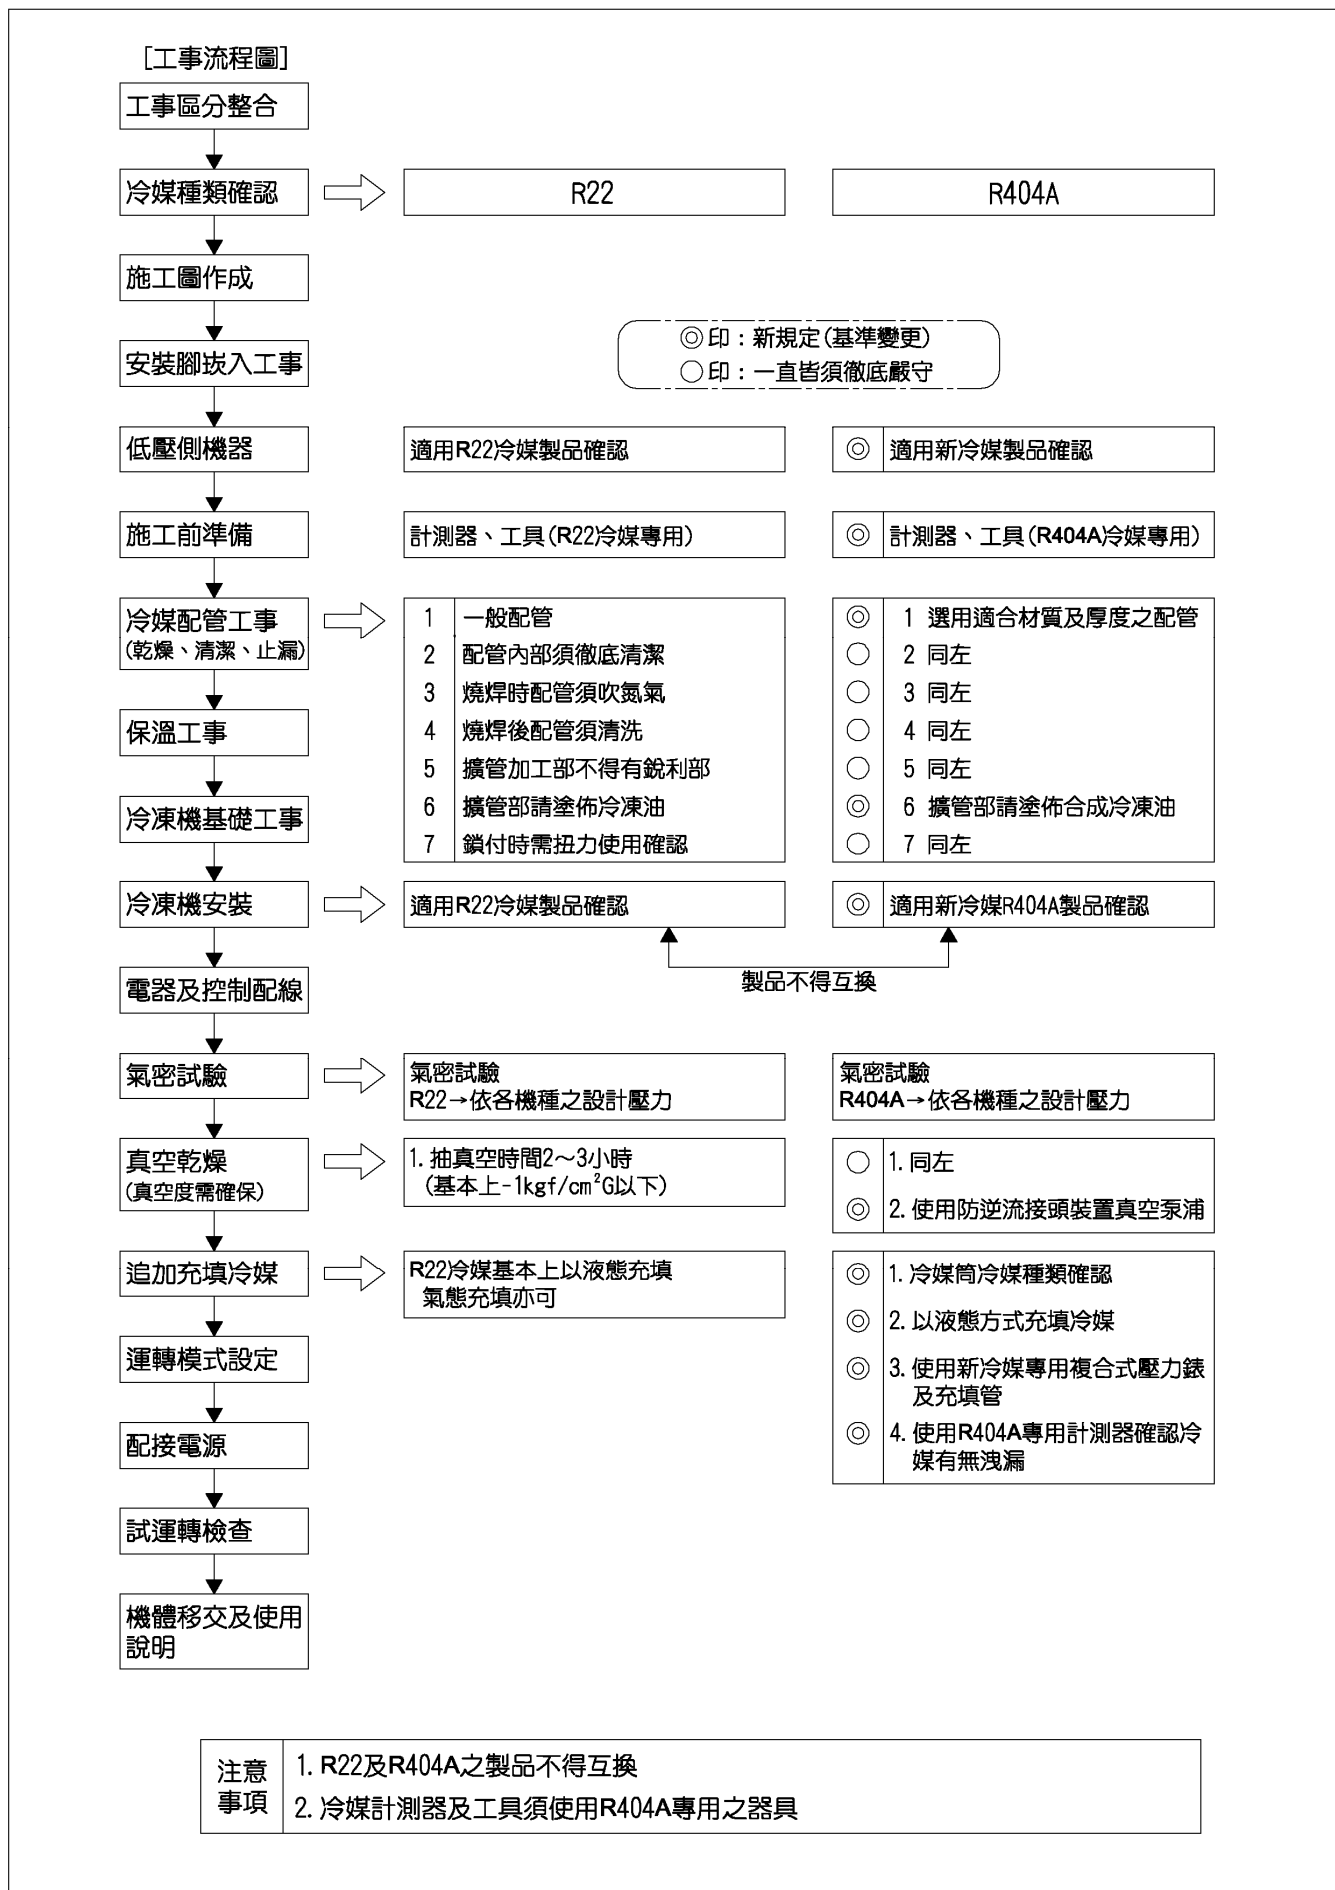 [工事流程圖]
工事區分整合
冷媒種類確認
R22
R404A
施工圖作成
◎印：新規定(基準變更)
○印：一直皆須徹底嚴守
安裝腳崁入工事
低壓側機器
適用R22冷媒製品確認
◎ 適用新冷媒製品確認
施工前準備
計測器、工具(R22冷媒專用)
◎ 計測器、工具(R404A冷媒專用)
冷媒配管工事
(乾燥、清潔、止漏)
1 一般配管
2 配管內部須徹底清潔
3 燒焊時配管須吹氮氣
4 燒焊後配管須清洗
5 擴管加工部不得有銳利部
6 擴管部請塗佈冷凍油
7 鎖付時需扭力使用確認
◎ 1 選用適合材質及厚度之配管
○ 2 同左
○ 3 同左
○ 4 同左
○ 5 同左
◎ 6 擴管部請塗佈合成冷凍油
○ 7 同左
保溫工事
冷凍機基礎工事
冷凍機安裝
適用R22冷媒製品確認
◎ 適用新冷媒R404A製品確認
製品不得互換
電器及控制配線
氣密試驗
氣密試驗
R22→依各機種之設計壓力
氣密試驗
R404A→依各機種之設計壓力
真空乾燥
(真空度需確保)
1. 抽真空時間2～3小時
(基本上-1kgf/cm²G以下)
○ 1. 同左
◎ 2. 使用防逆流接頭裝置真空泵浦
追加充填冷媒
R22冷媒基本上以液態充填
氣態充填亦可
◎ 1. 冷媒筒冷媒種類確認
◎ 2. 以液態方式充填冷媒
◎ 3. 使用新冷媒專用複合式壓力錶
及充填管
◎ 4. 使用R404A專用計測器確認冷
媒有無洩漏
運轉模式設定
配接電源
試運轉檢查
機體移交及使用
說明
注意
事項
1. R22及R404A之製品不得互換
2. 冷媒計測器及工具須使用R404A專用之器具